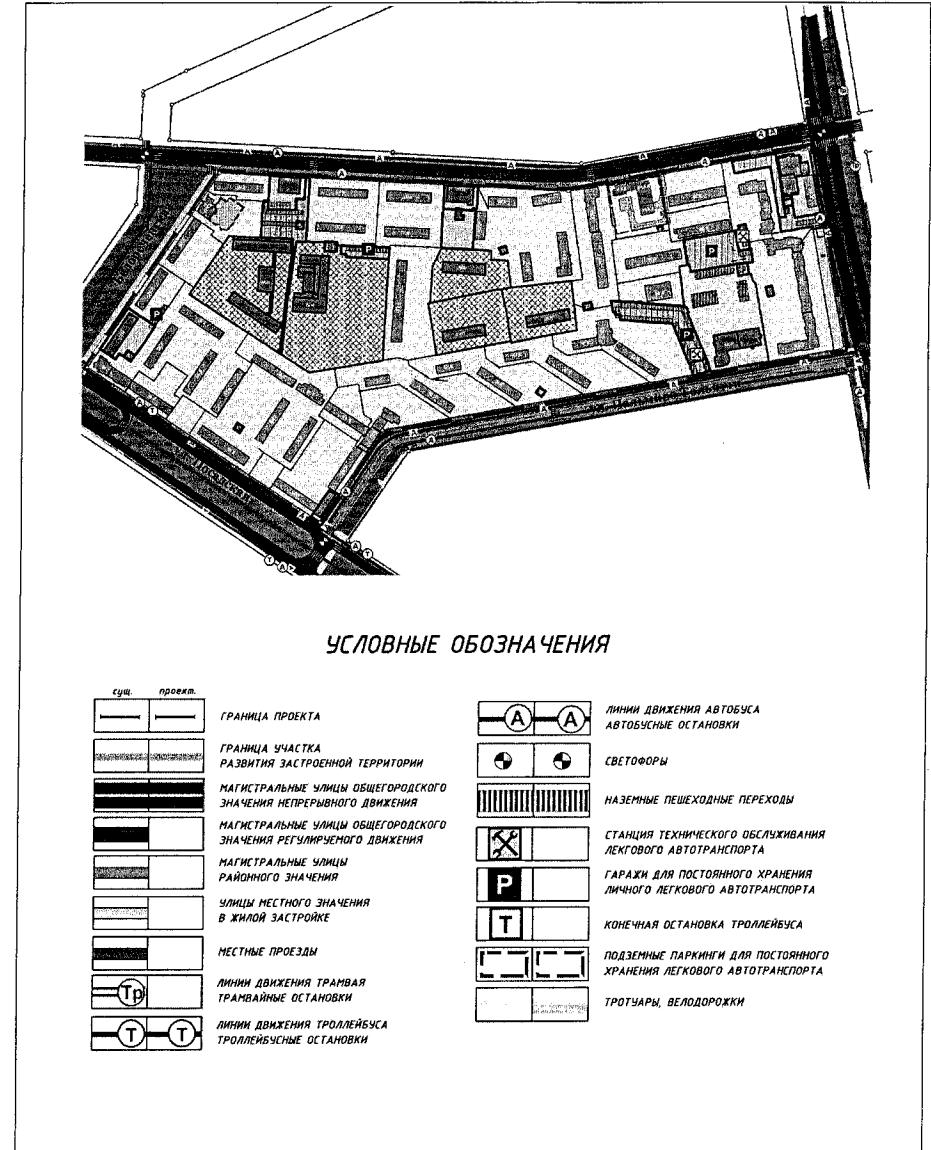 УСЛОВНЫЕ ОБОЗНАЧЕНИЯ
сущ. проект.
ГРАНИЦА ПРОЕКТА
ГРАНИЦА УЧАСТКА
РАЗВИТИЯ ЗАСТРОЕННОЙ ТЕРРИТОРИИ
МАГИСТРАЛЬНЫЕ УЛИЦЫ ОБЩЕГОРОДСКОГО
ЗНАЧЕНИЯ НЕПРЕРЫВНОГО ДВИЖЕНИЯ
МАГИСТРАЛЬНЫЕ УЛИЦЫ ОБЩЕГОРОДСКОГО
ЗНАЧЕНИЯ РЕГУЛИРУЕМОГО ДВИЖЕНИЯ
МАГИСТРАЛЬНЫЕ УЛИЦЫ
РАЙОННОГО ЗНАЧЕНИЯ
УЛИЦЫ МЕСТНОГО ЗНАЧЕНИЯ
В ЖИЛОЙ ЗАСТРОЙКЕ
МЕСТНЫЕ ПРОЕЗДЫ
Тр
ЛИНИИ ДВИЖЕНИЯ ТРАМВАЯ
ТРАМВАЙНЫЕ ОСТАНОВКИ
Т Т
ЛИНИИ ДВИЖЕНИЯ ТРОЛЛЕЙБУСА
ТРОЛЛЕЙБУСНЫЕ ОСТАНОВКИ
А А
ЛИНИИ ДВИЖЕНИЯ АВТОБУСА
АВТОБУСНЫЕ ОСТАНОВКИ
СВЕТОФОРЫ
НАЗЕМНЫЕ ПЕШЕХОДНЫЕ ПЕРЕХОДЫ
СТАНЦИЯ ТЕХНИЧЕСКОГО ОБСЛУЖИВАНИЯ
ЛЕКГОВОГО АВТОТРАНСПОРТА
P
ГАРАЖИ ДЛЯ ПОСТОЯННОГО ХРАНЕНИЯ
ЛИЧНОГО ЛЕГКОВОГО АВТОТРАНСПОРТА
Т
КОНЕЧНАЯ ОСТАНОВКА ТРОЛЛЕЙБУСА
ПОДЗЕМНЫЕ ПАРКИНГИ ДЛЯ ПОСТОЯННОГО
ХРАНЕНИЯ ЛЕГКОВОГО АВТОТРАНСПОРТА
ТРОТУАРЫ, ВЕЛОДОРОЖКИ